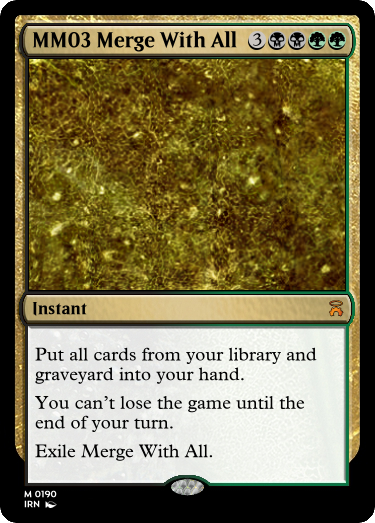 MM03 Merge With All 3
Instant
Put all cards from your library and
graveyard into your hand.
You can't lose the game until the
end of your turn.
Exile Merge With All.
M 0190
IRN